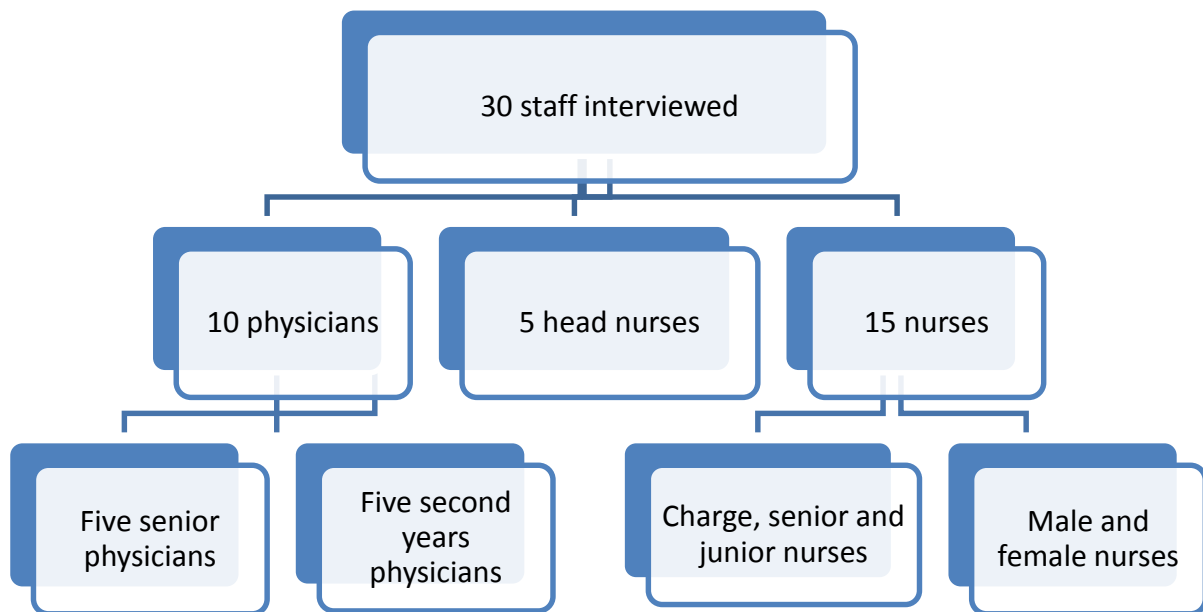 30 staff interviewed
10 physicians
5 head nurses
15 nurses
Five senior
physicians
Five second
years
physicians
Charge, senior and
junior nurses
Male and
female nurses